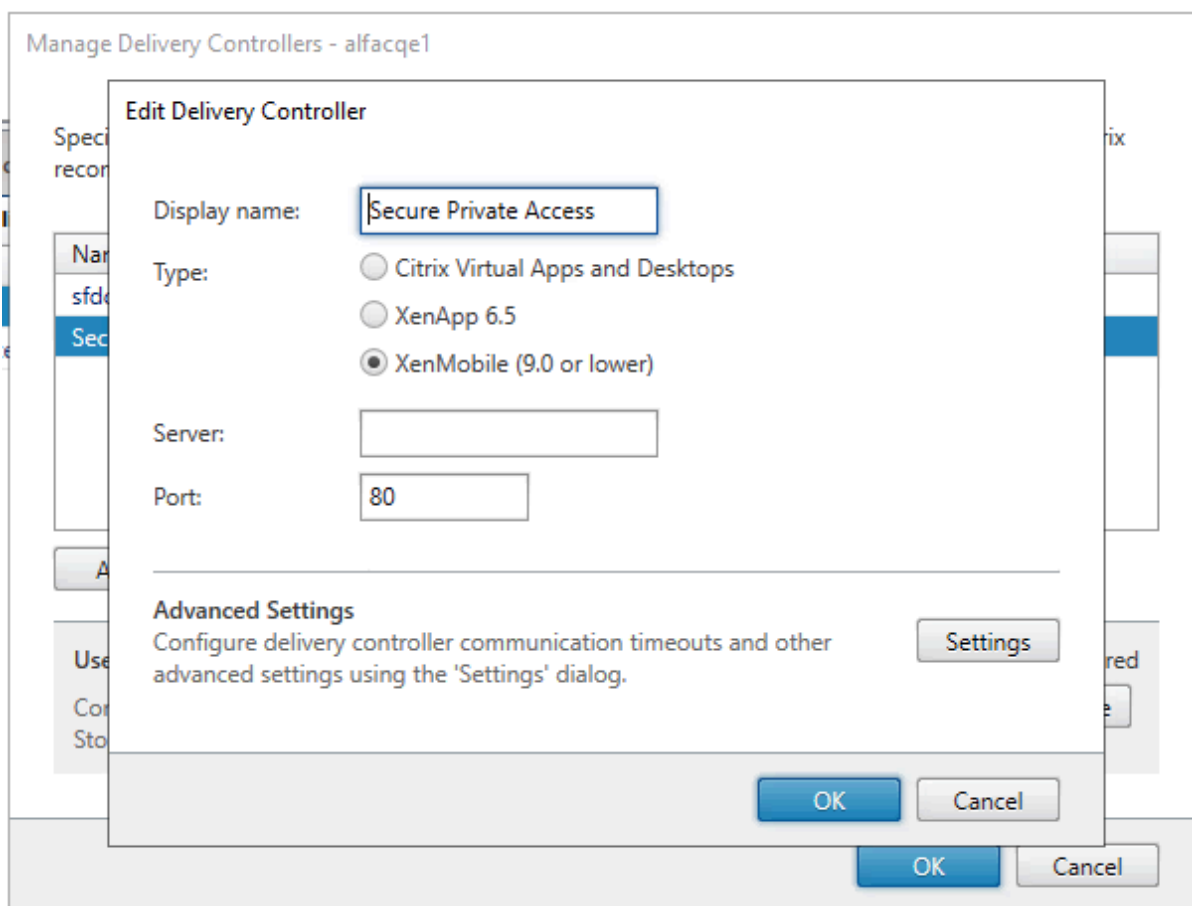 Manage Delivery Controllers - alfacqe1
Edit Delivery Controller
Display name: Secure Private Access
Type:
Citrix Virtual Apps and Desktops
XenApp 6.5
XenMobile (9.0 or lower)
Server:
Port: 80
Advanced Settings
Configure delivery controller communication timeouts and other
advanced settings using the 'Settings' dialog.
Settings
OK Cancel
OK Cancel